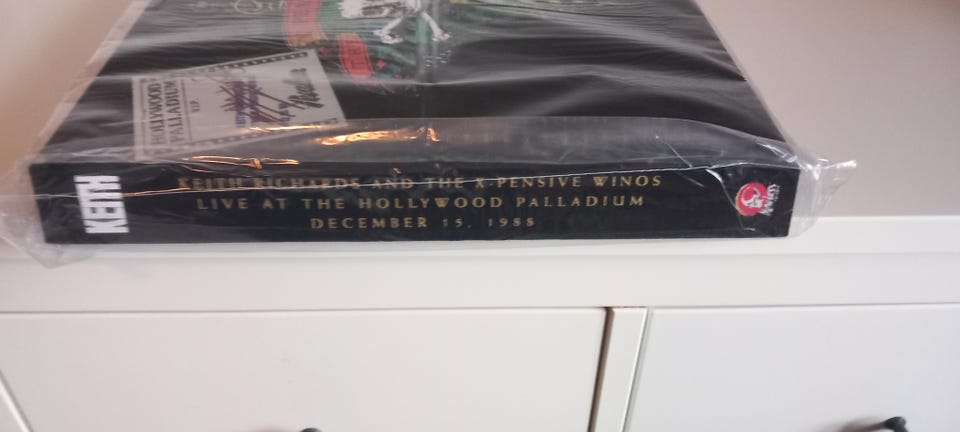 HOLLYWOOD
PALLADIUM
V.I.P.
KEITH
KEITH RICHARDS AND THE X-PENSIVE WINOS
LIVE AT THE HOLLYWOOD PALLADIUM
DECEMBER 15, 1988